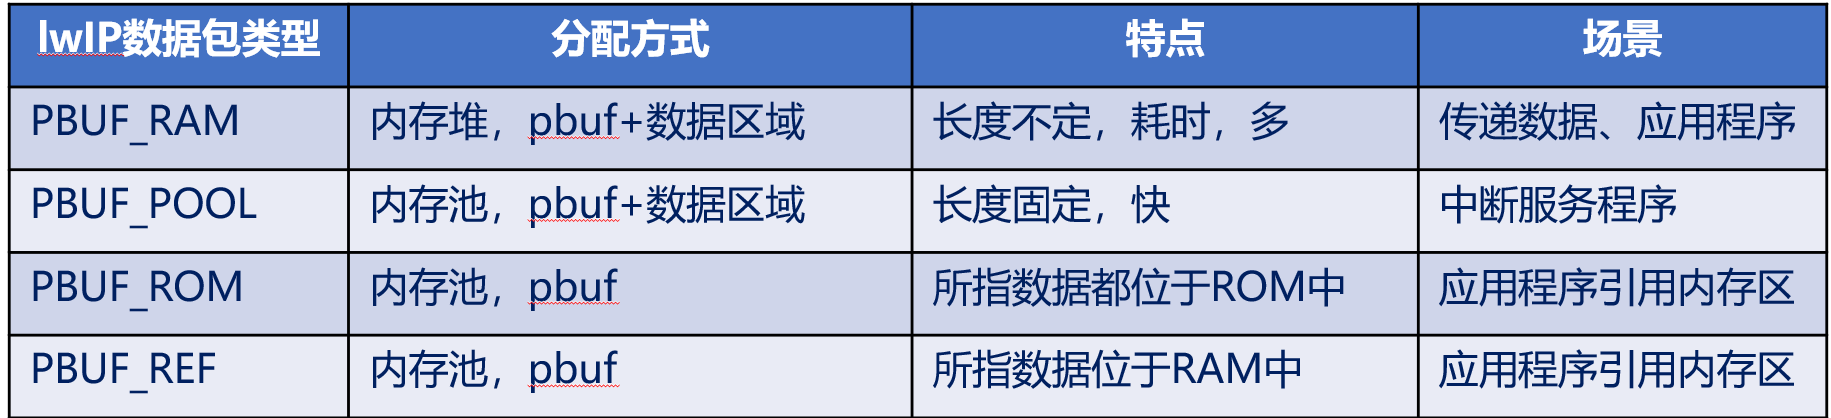 lwIP数据包类型 分配方式 特点 场景
PBUF_RAM 内存堆，pbuf+数据区域 长度不定，耗时，多 传递数据、应用程序
PBUF_POOL 内存池，pbuf+数据区域 长度固定，快 中断服务程序
PBUF_ROM 内存池，pbuf 所指数据都位于ROM中 应用程序引用内存区
PBUF_REF 内存池，pbuf 所指数据位于RAM中 应用程序引用内存区